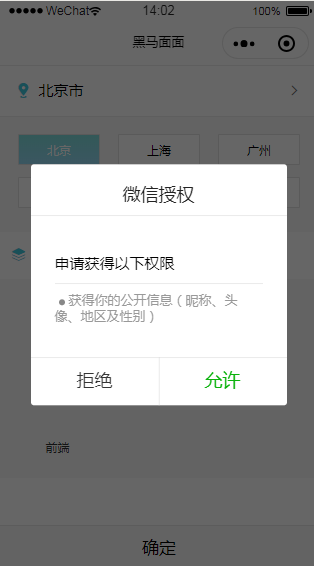 WeChat 14:02 100%
黑马面面
北京市
北京 上海 广州
微信授权
申请获得以下权限
● 获得你的公开信息（昵称、头
像、地区及性别）
拒绝 允许
前端
确定